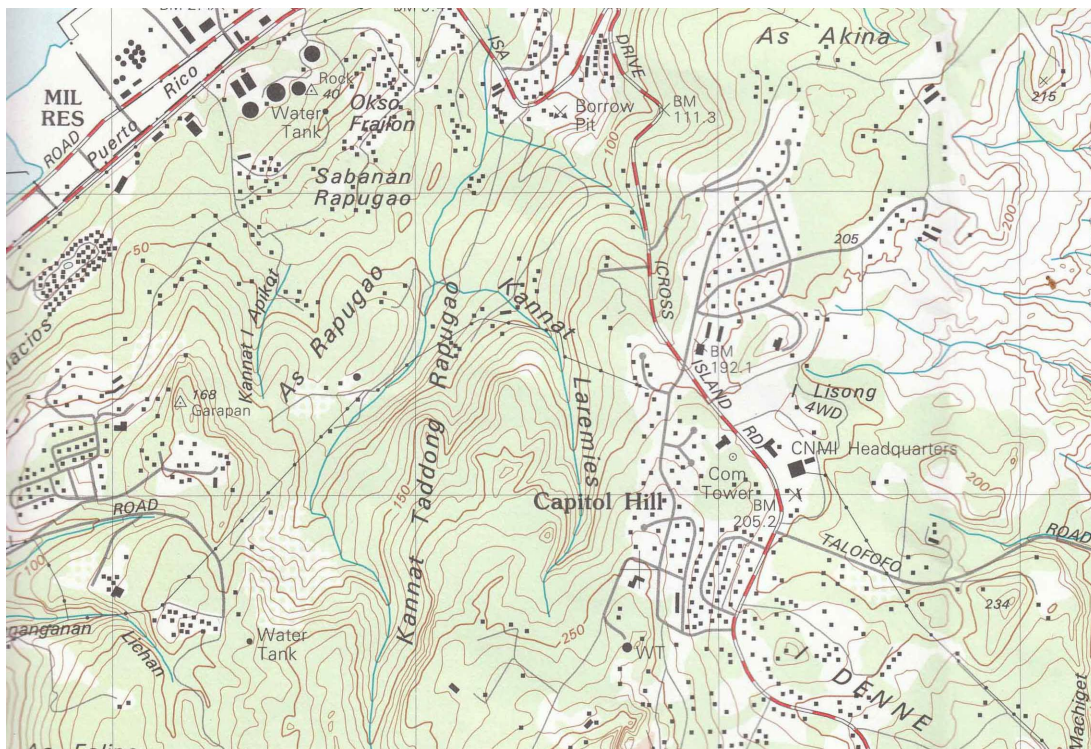 As Akina
ISA
DRIVE
Rico
Puerto
ROAD
MIL
RES
Rock
40
Water
Tank
Okso
Frailon
Borrow
Pit
BM
111.3
100
215
Sabanan
Rapugao
200
50
205
Kannat I Apikat
As Rapugao
Kannat Taddong Rapugao
Kannat Laremies
ICROSS
ISLAND
RD
BM
192.1
Lisong
4WD
168
Garapan
CNMI Headquarters
Com
Tower
200
150
Capitol Hill
BM
205.2
ROAD
TALOFOFO
ROAD
100
234
Lichan
Water
Tank
250
WT
I DENNE
Machiget